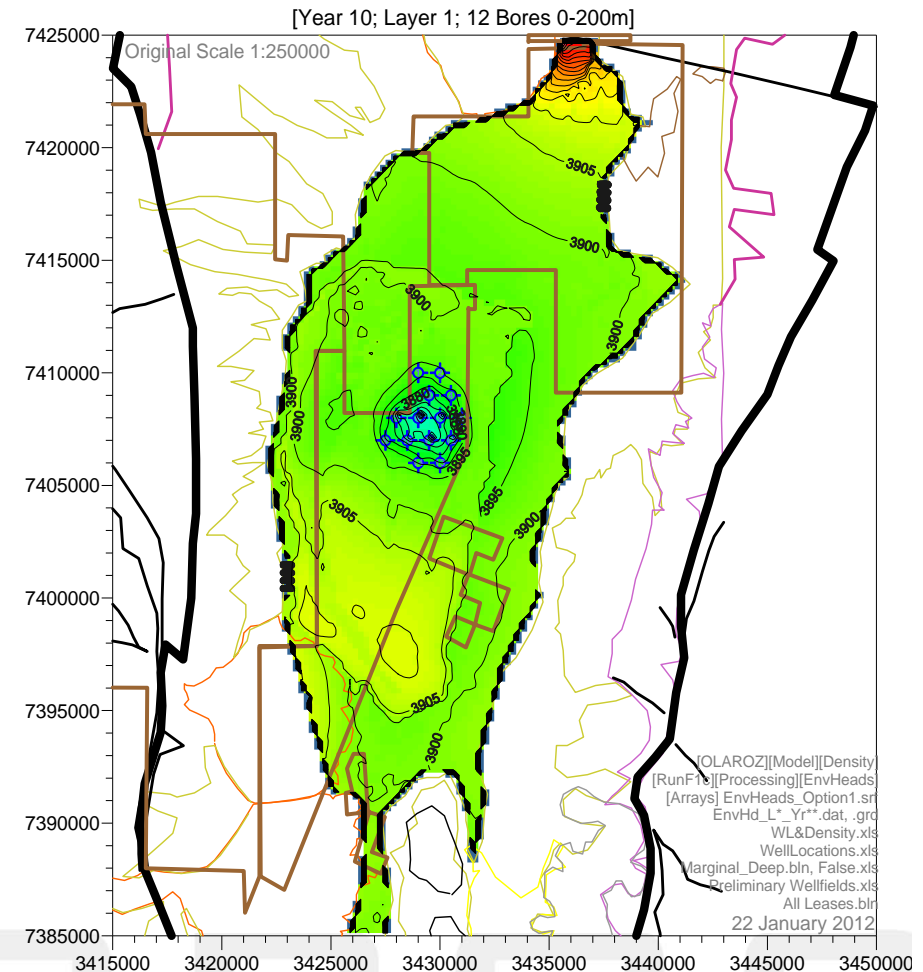 [Year 10; Layer 1; 12 Bores 0-200m]
7425000
Original Scale 1:250000
7420000
3905
3900
7415000
3900
3900
7410000
3900
3880
3900
3895
7405000
3905
3895
3900
7400000
7395000
3905
3900
[OLAROZ][Model][Density]
[RunF1c][Processing][EnvHeads]
[Arrays] EnvHeads_Option1.srf
EnvHd_L*_Yr**.dat, .grd
7390000
WL&Density.xls
WellLocations.xls
Marginal_Deep.bln, False.xls
Preliminary Wellfields.xls
All Leases.bln
22 January 2012
7385000
3415000 3420000 3425000 3430000 3435000 3440000 3445000 3450000